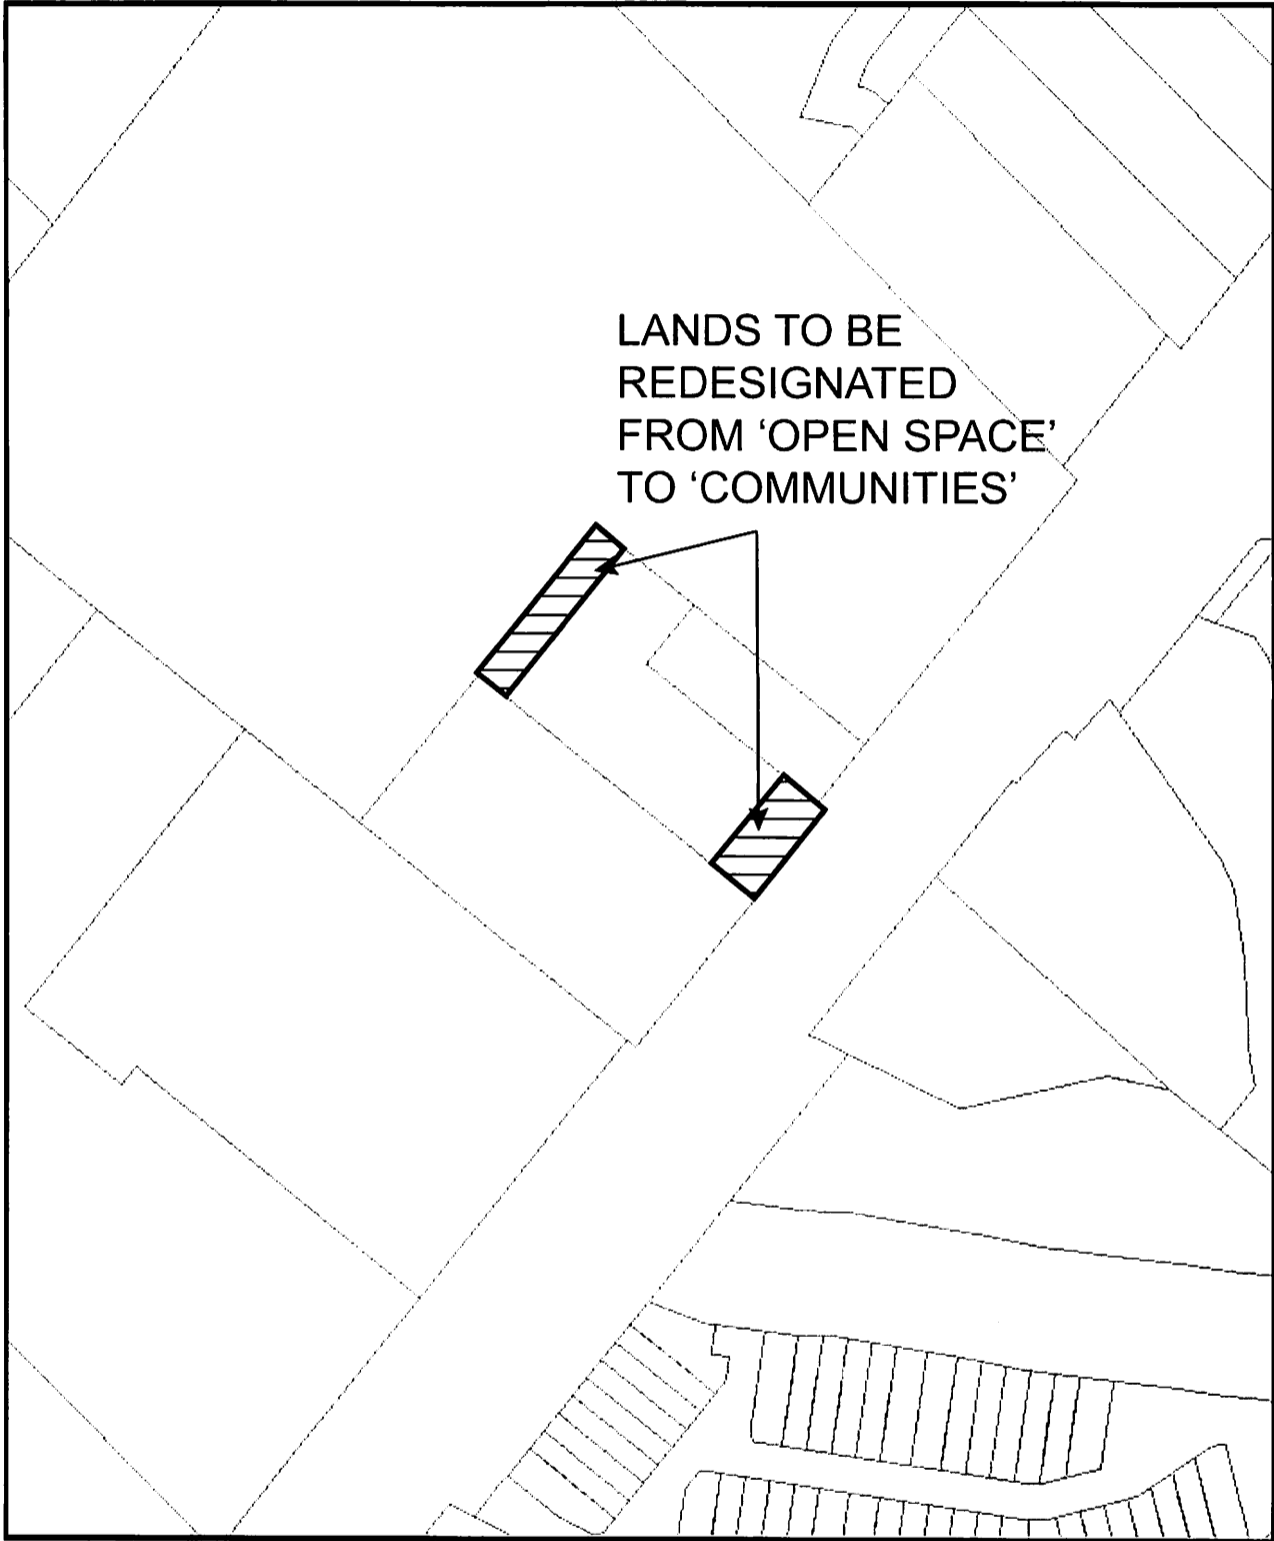 LANDS TO BE
REDESIGNATED
FROM ‘OPEN SPACE’
TO ‘COMMUNITIES’